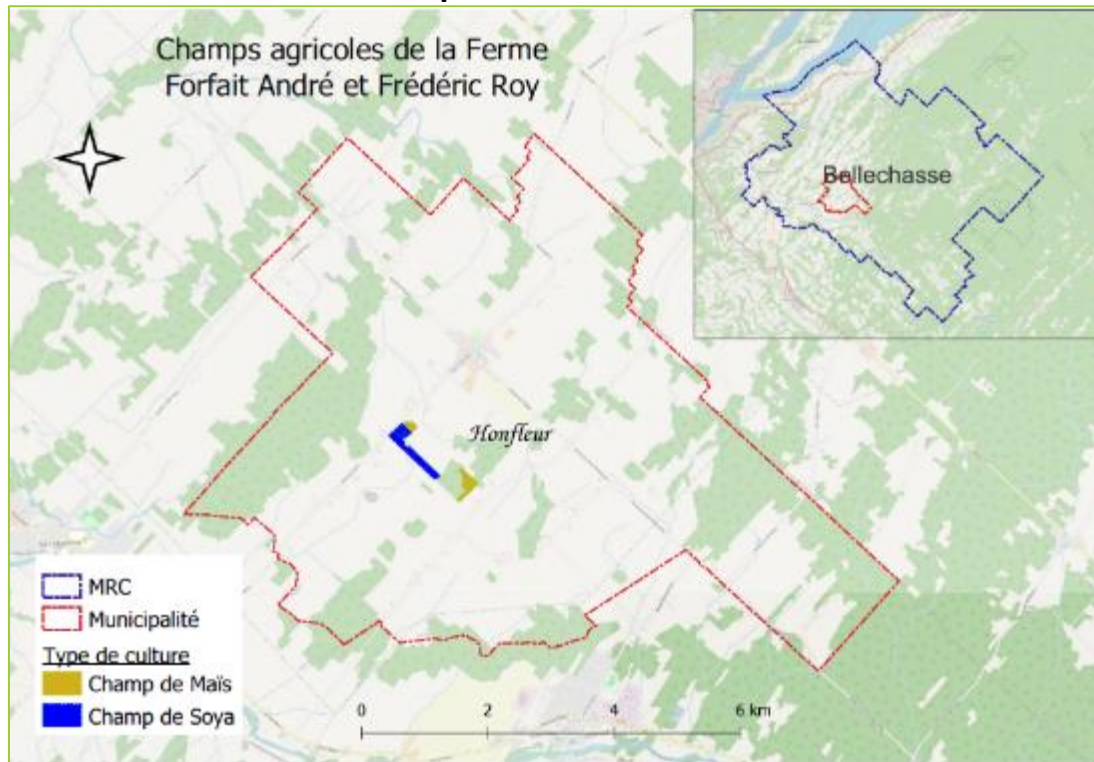 Champs agricoles de la Ferme
Forfait André et Frédéric Roy
Bellechasse
Honfleur
MRC
Municipalité
Type de culture
Champ de Maïs
Champ de Soya
0 2 4 6 km